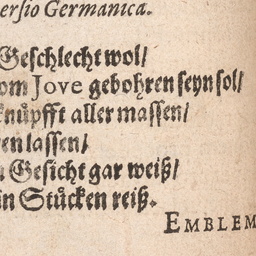 ersio Germanica.
Geschlecht wol/
om Jove gebohren seyn sol/
knüpfft aller massen/
en lassen/
Gesicht gar weiß/
in Stücken reiß.
EMBLEM